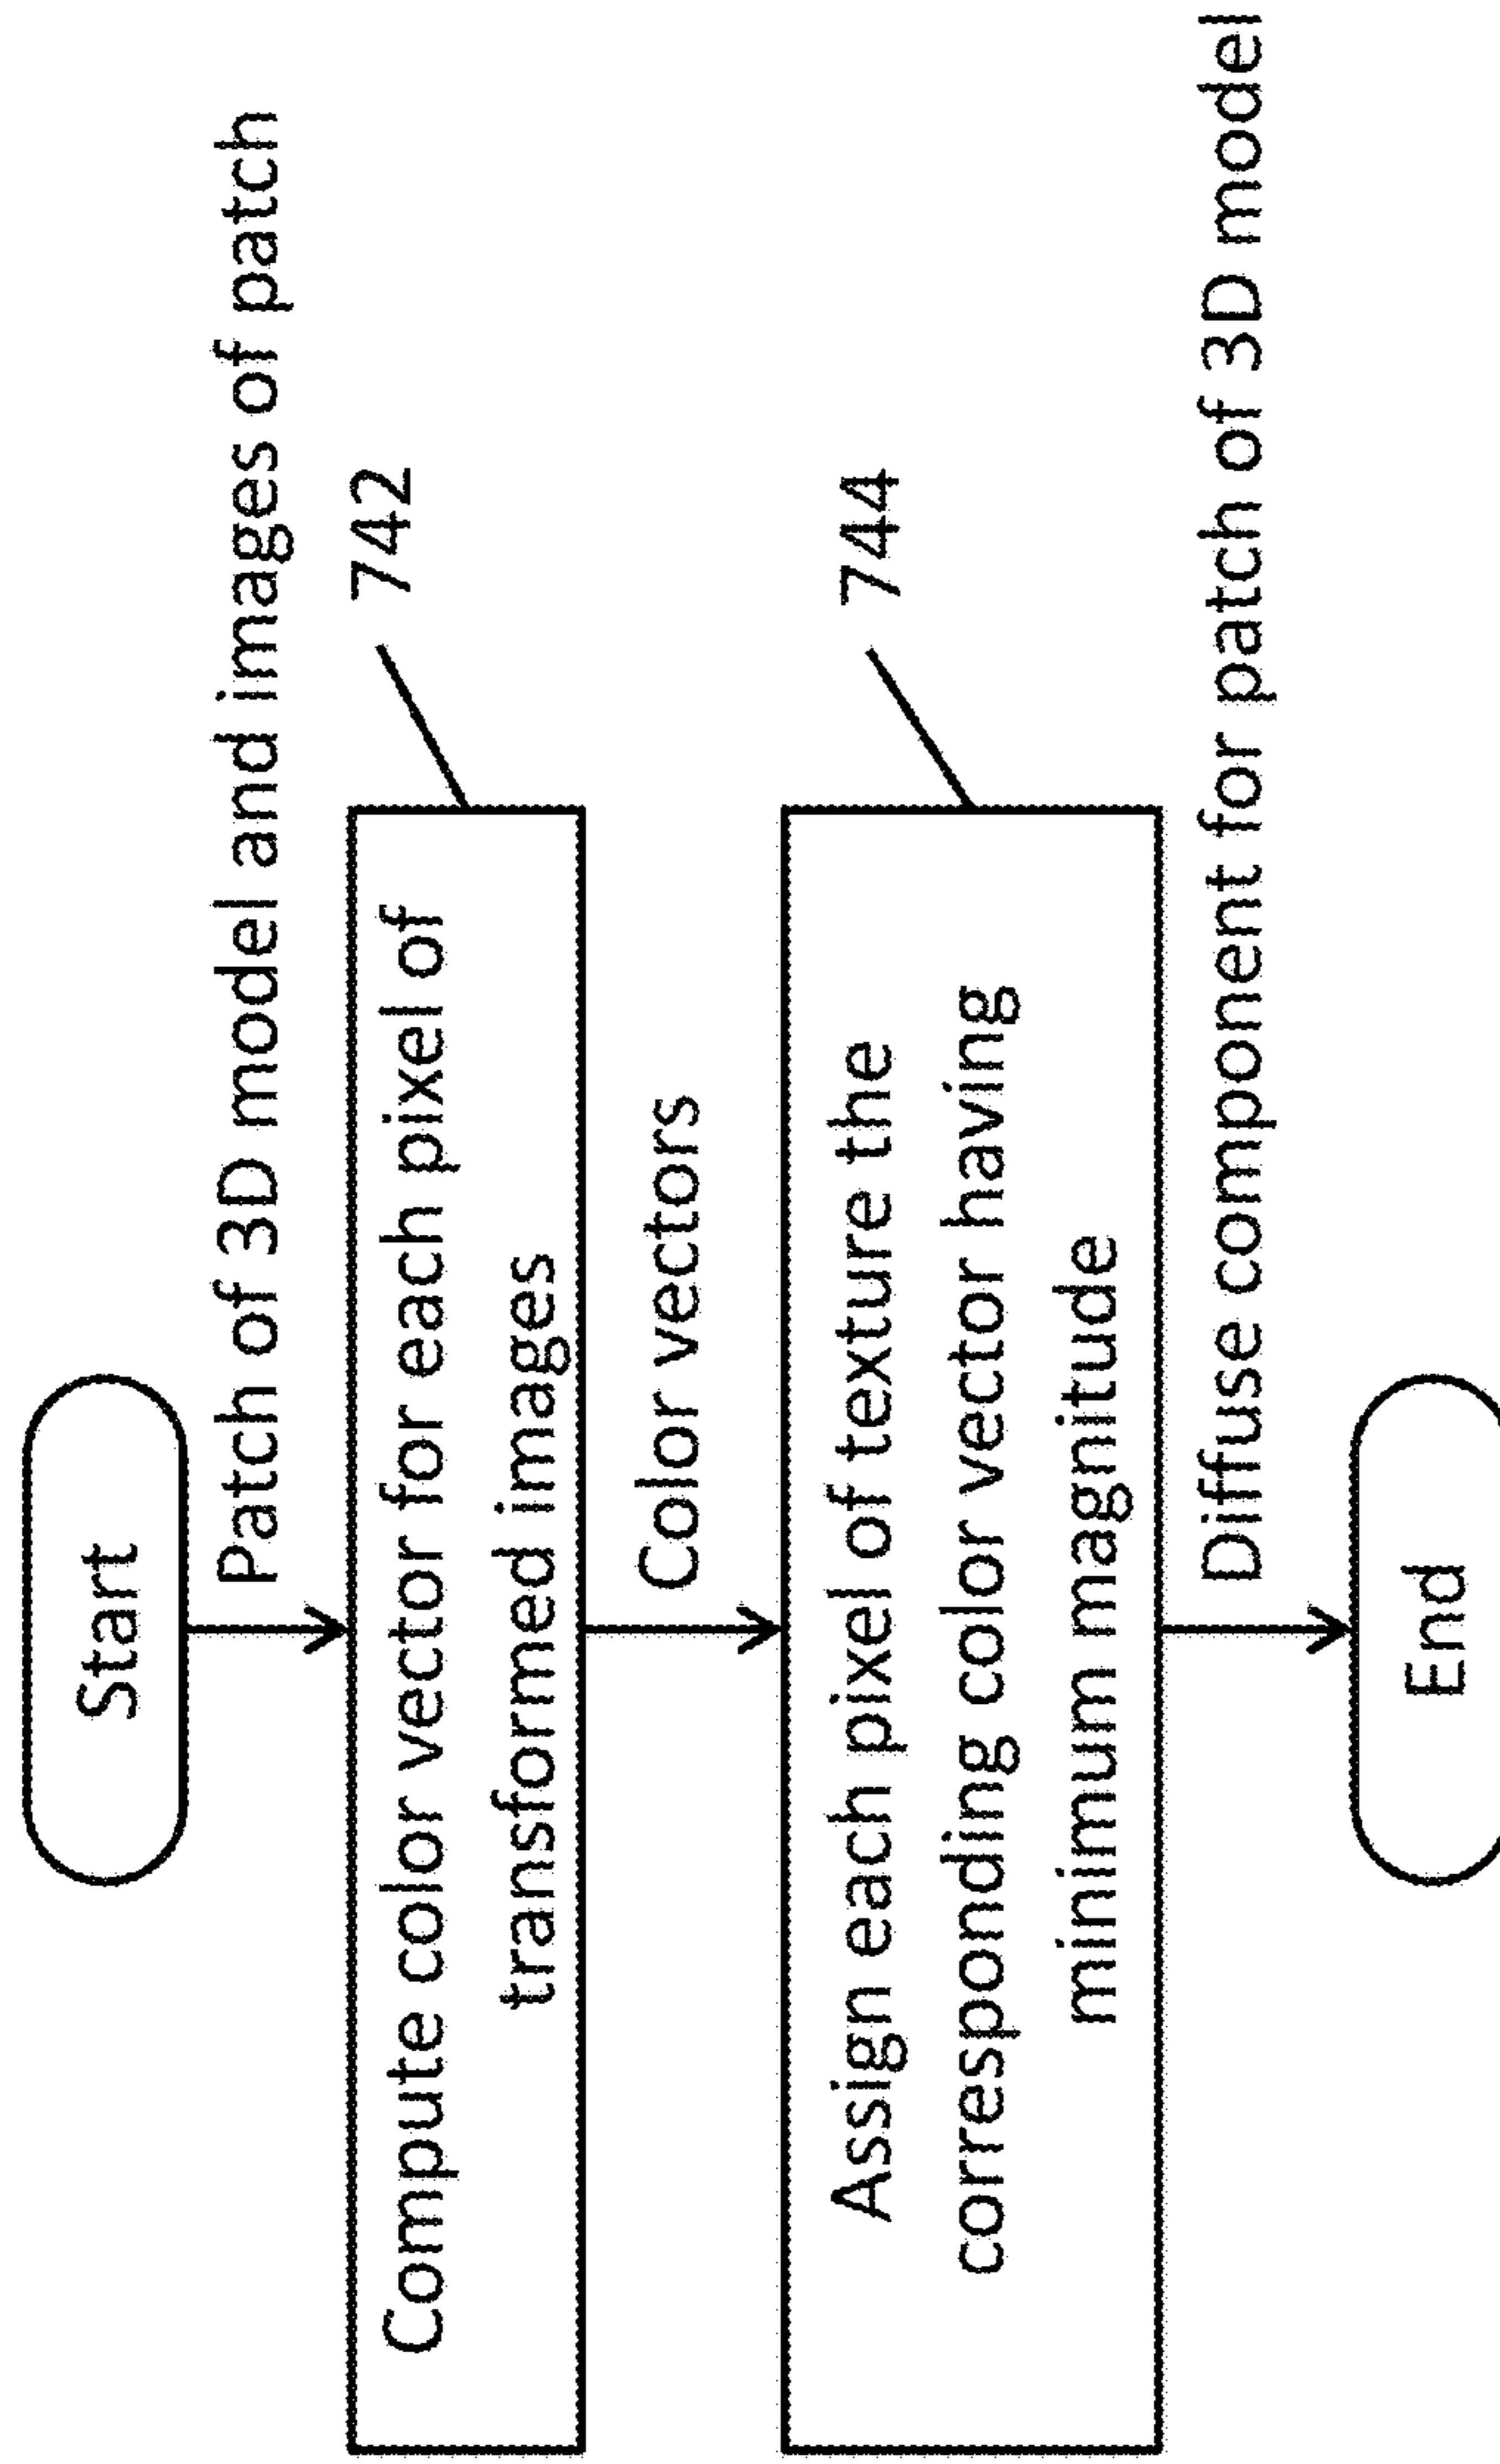 Start
Patch of 3D model and images of patch
742
Compute color vector for each pixel of
transformed images
Color vectors
744
Assign each pixel of texture the
corresponding color vector having
minimum magnitude
Diffuse component for patch of 3D model
End